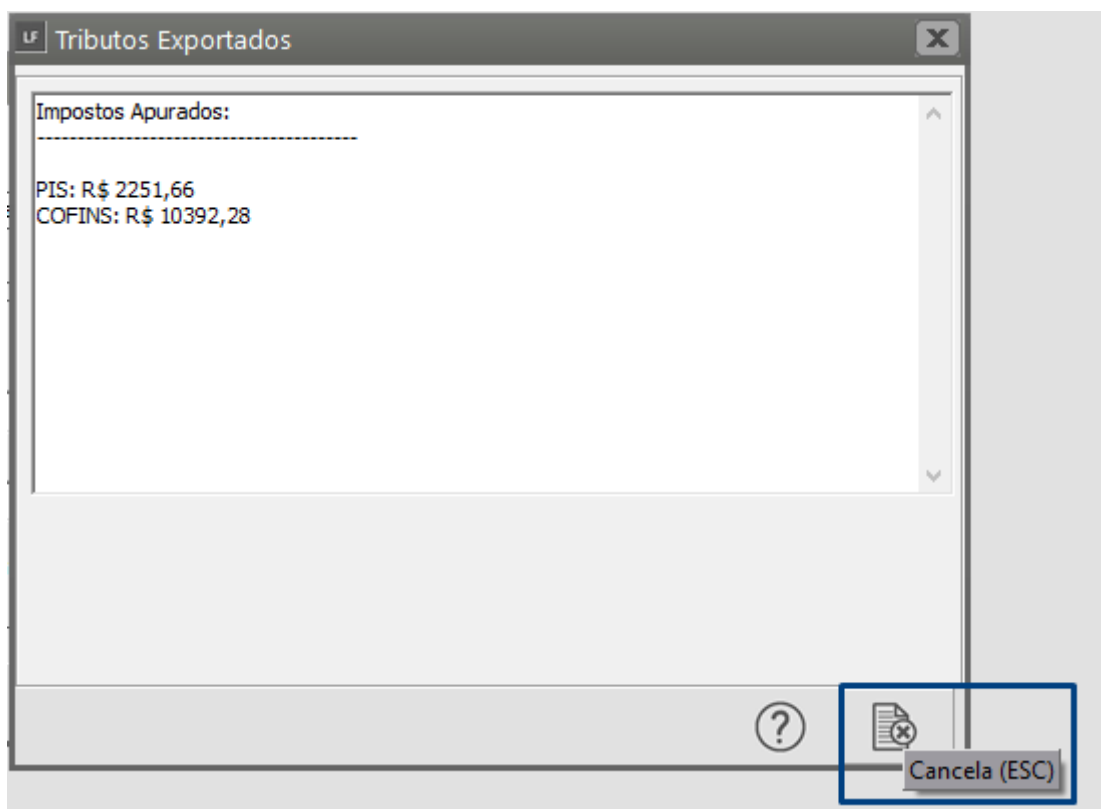 LF Tributos Exportados
Impostos Apurados:
----------------------------------------
PIS: R$ 2251,66
COFINS: R$ 10392,28
Cancela (ESC)